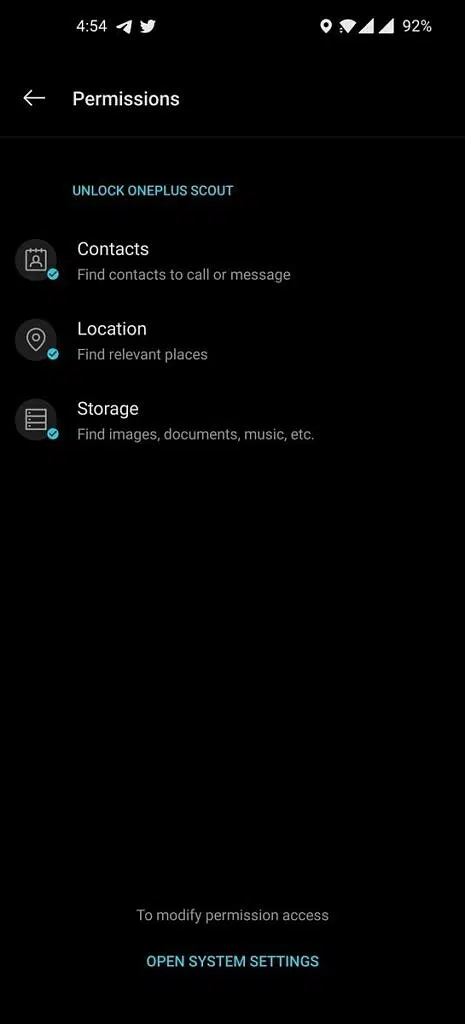 4:54 92%
Permissions
UNLOCK ONEPLUS SCOUT
Contacts
Find contacts to call or message
Location
Find relevant places
Storage
Find images, documents, music, etc.
To modify permission access
OPEN SYSTEM SETTINGS